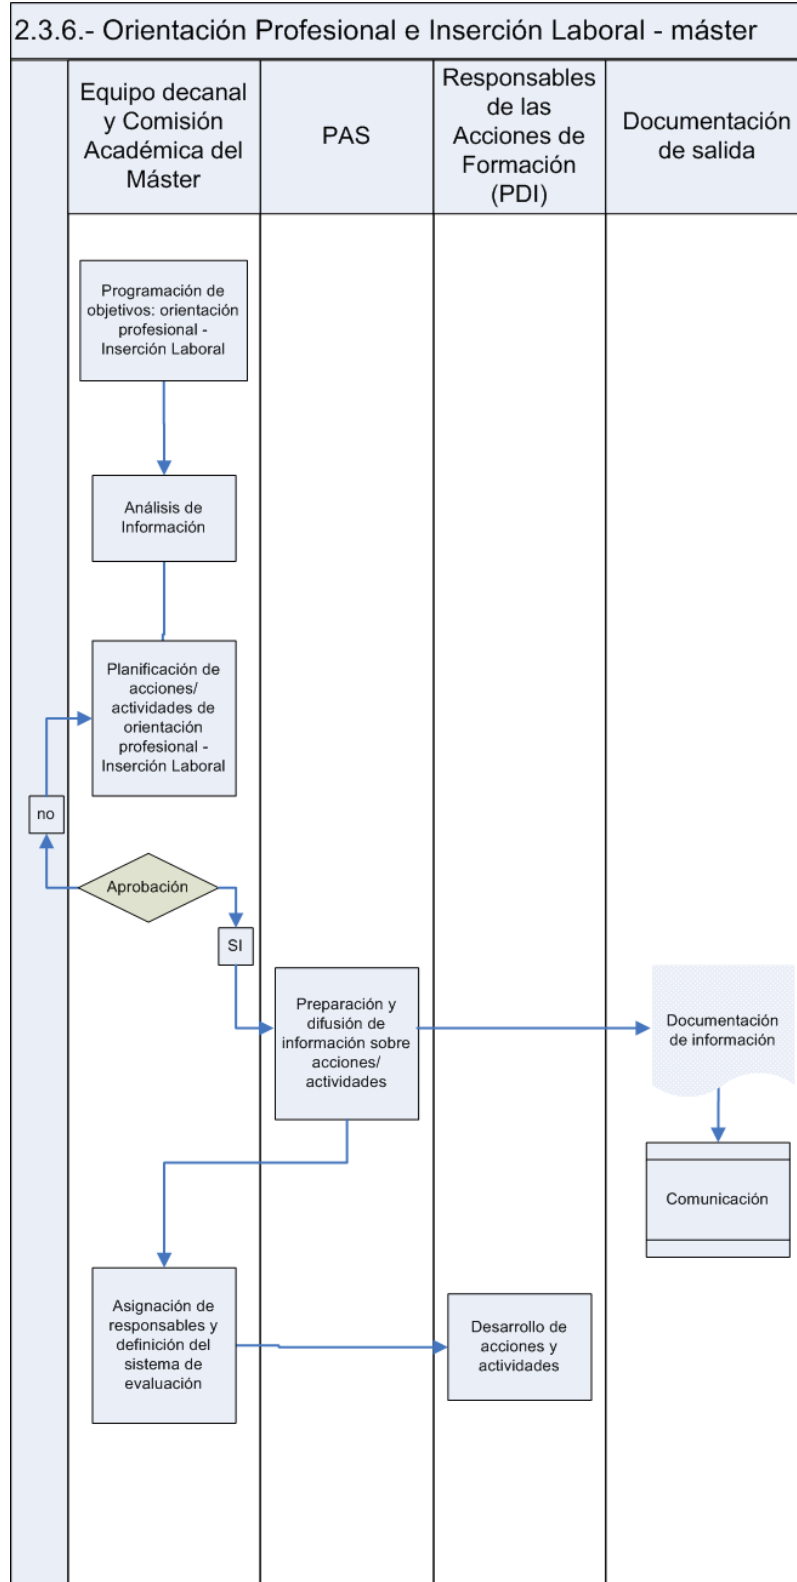 2.3.6.- Orientación Profesional e Inserción Laboral - máster
Equipo decanal
y Comisión
Académica del
Máster
PAS
Responsables
de las
Acciones de
Formación
(PDI)
Documentación
de salida
Programación de
objetivos: orientación
profesional -
Inserción Laboral
Análisis de
Información
Planificación de
acciones/
actividades de
orientación
profesional -
Inserción Laboral
no
Aprobación
SI
Preparación y
difusión de
información sobre
acciones/
actividades
Documentación
de información
Comunicación
Asignación de
responsables y
definición del
sistema de
evaluación
Desarrollo de
acciones y
actividades